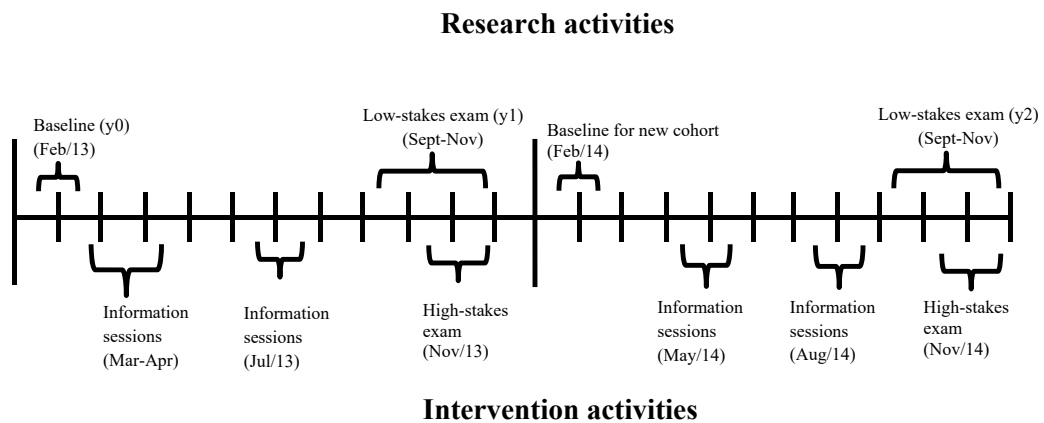 Research activities
Baseline (y0)
(Feb/13)
Low-stakes exam (y1)
(Sept-Nov)
Baseline for new cohort
(Feb/14)
Low-stakes exam (y2)
(Sept-Nov)
Information
sessions
(Mar-Apr)
Information
sessions
(Jul/13)
High-stakes
exam
(Nov/13)
Information
sessions
(May/14)
Information
sessions
(Aug/14)
High-stakes
exam
(Nov/14)
Intervention activities